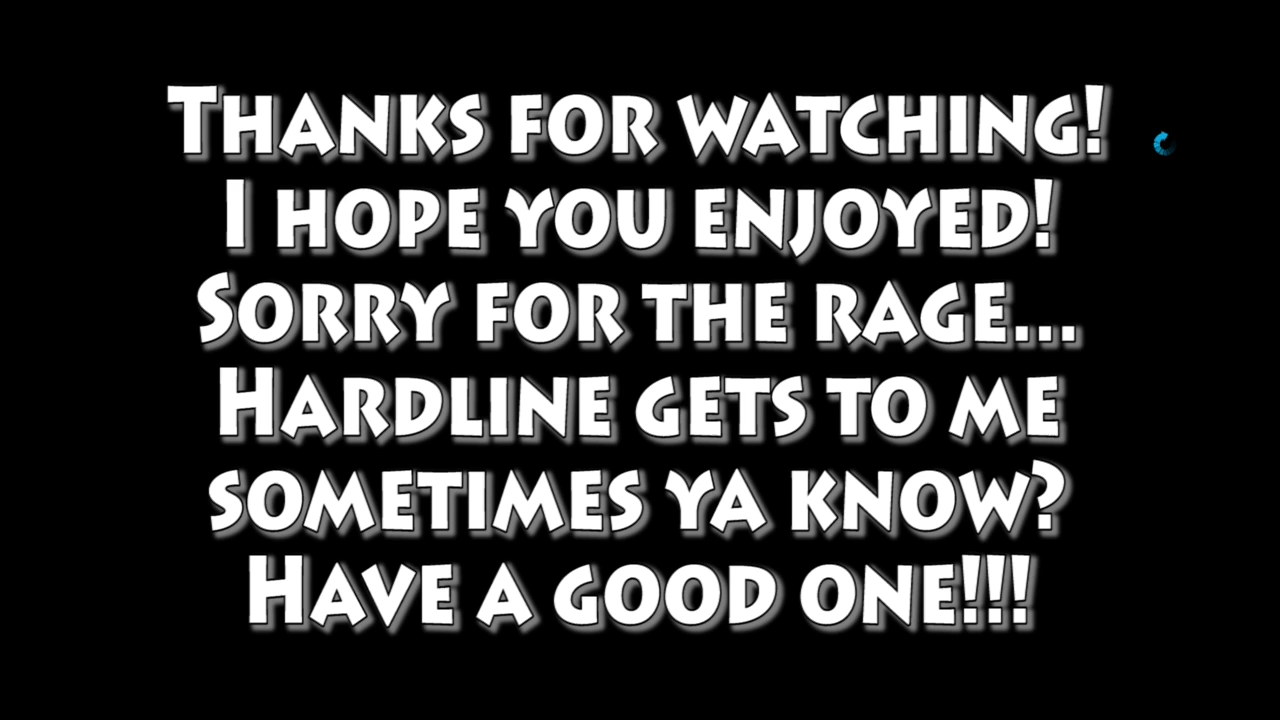 Thanks for watching!
I hope you enjoyed!
Sorry for the rage...
Hardline gets to me
sometimes ya know?
Have a good one!!!